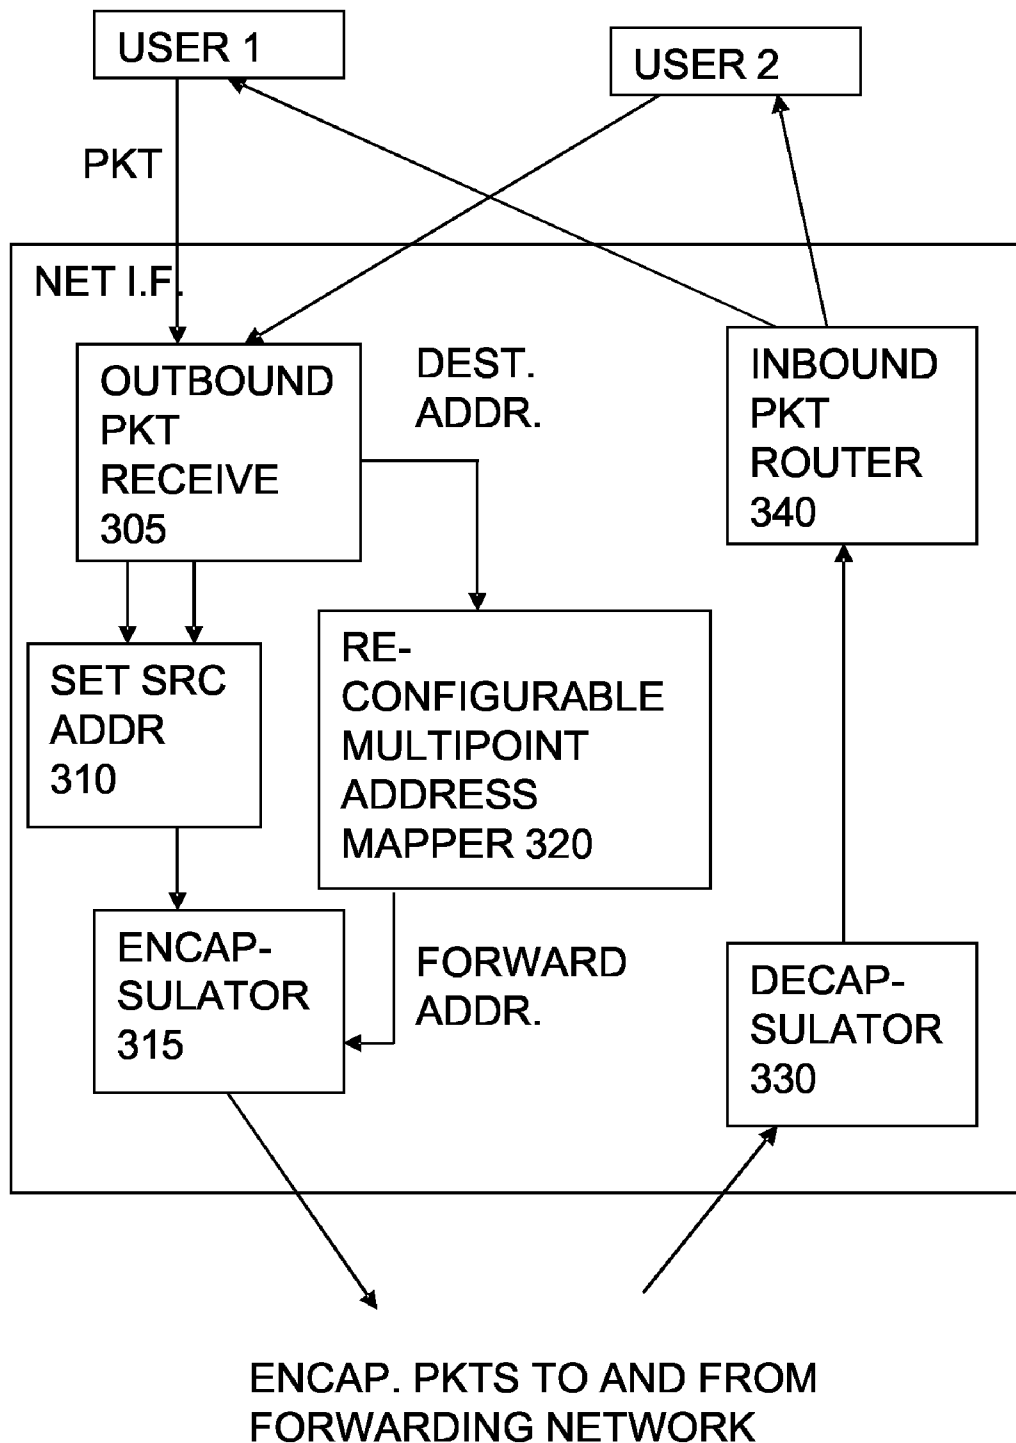 USER 1
USER 2
PKT
NET I.F.
OUTBOUND
PKT
RECEIVE
305
DEST.
ADDR.
INBOUND
PKT
ROUTER
340
SET SRC
ADDR
310
RE-
CONFIGURABLE
MULTIPOINT
ADDRESS
MAPPER 320
ENCAP-
SULATOR
315
FORWARD
ADDR.
DECAP-
SULATOR
330
ENCAP. PKTS TO AND FROM
FORWARDING NETWORK